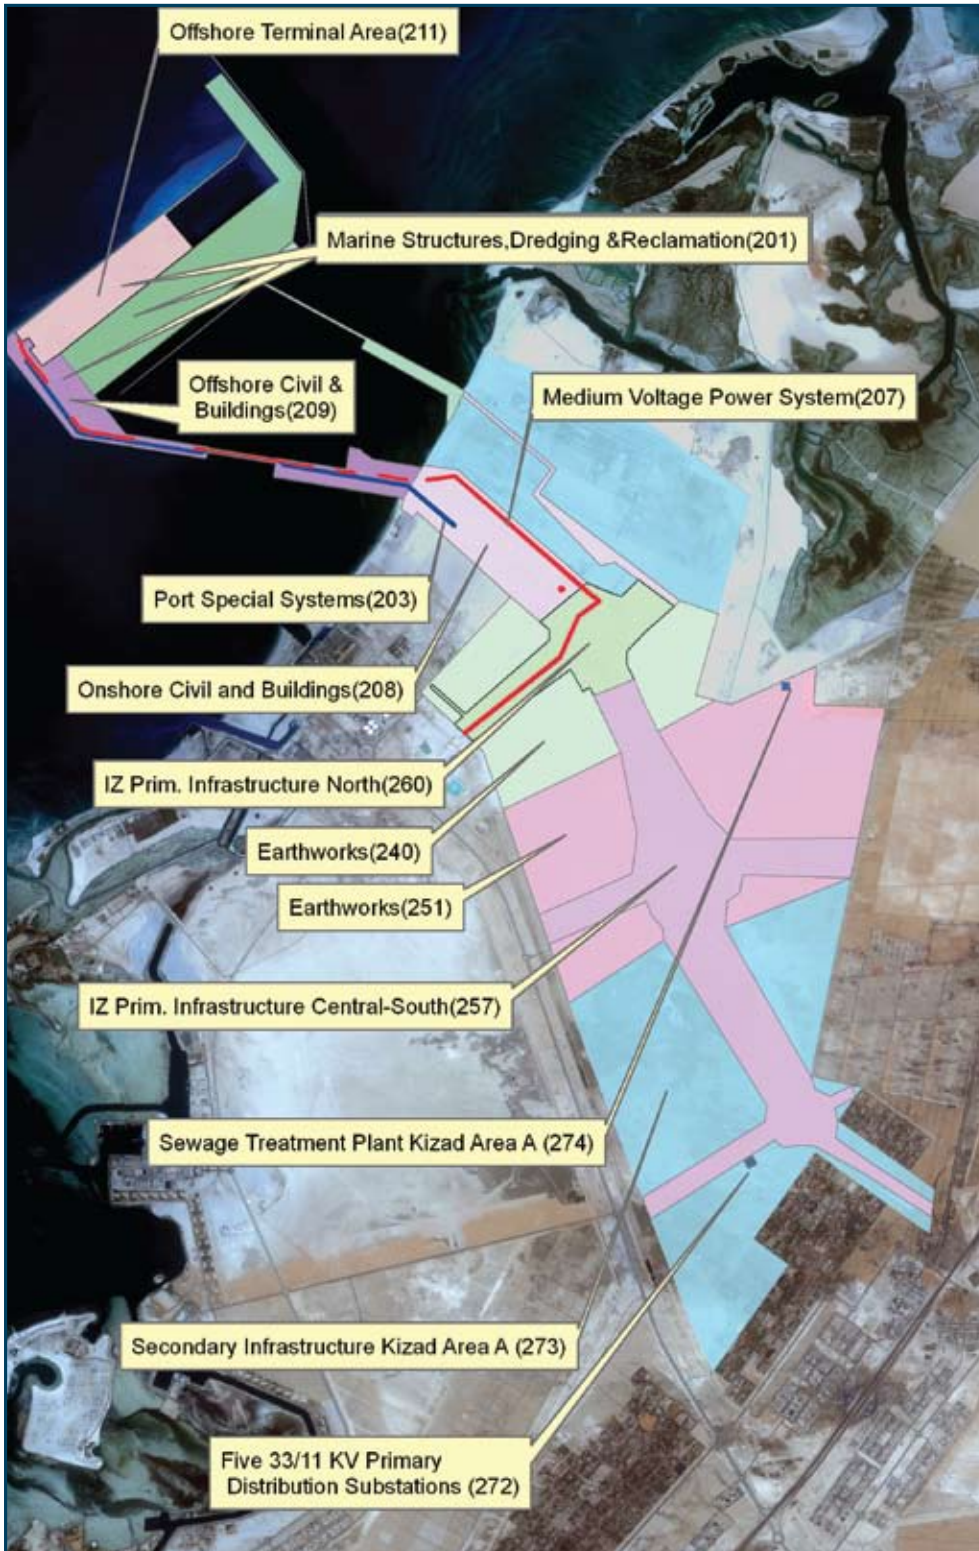 Offshore Terminal Area(211)
Marine Structures,Dredging &Reclamation(201)
Offshore Civil &
Buildings(209)
Medium Voltage Power System(207)
Port Special Systems(203)
Onshore Civil and Buildings(208)
IZ Prim. Infrastructure North(260)
Earthworks(240)
Earthworks(251)
IZ Prim. Infrastructure Central-South(257)
Sewage Treatment Plant Kizad Area A (274)
Secondary Infrastructure Kizad Area A (273)
Five 33/11 KV Primary
Distribution Substations (272)